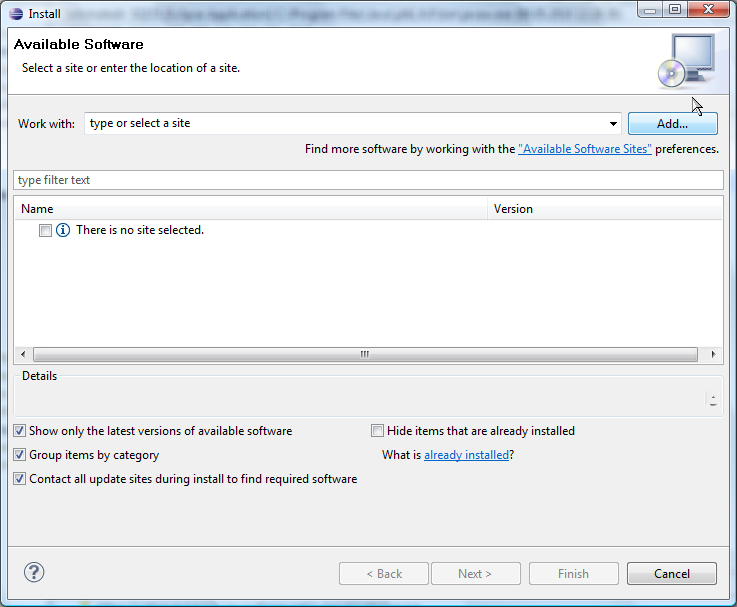 Install
Available Software
Select a site or enter the location of a site.
Work with: type or select a site Add...
Find more software by working with the "Available Software Sites" preferences.
type filter text
Name Version
There is no site selected.
Details
Show only the latest versions of available software Hide items that are already installed
Group items by category What is already installed?
Contact all update sites during install to find required software
? < Back Next > Finish Cancel